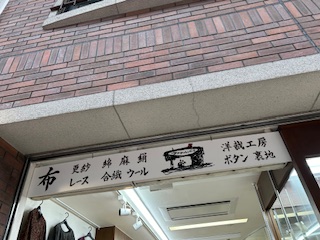 布
更紗 綿 麻 絹
レース 合繊 ウール
洋裁工房
ボタン 裏地